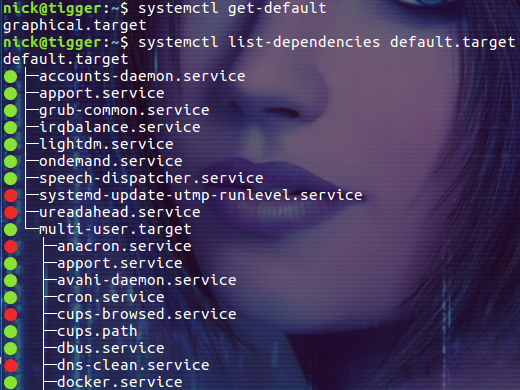 nick@tigger:~$ systemctl get-default
graphical.target
nick@tigger:~$ systemctl list-dependencies default.target
default.target
● ├─accounts-daemon.service
● ├─apport.service
● ├─grub-common.service
● ├─irqbalance.service
● ├─lightdm.service
● ├─ondemand.service
● ├─speech-dispatcher.service
● ├─systemd-update-utmp-runlevel.service
● ├─ureadahead.service
● └─multi-user.target
●   ├─anacron.service
●   ├─apport.service
●   ├─avahi-daemon.service
●   ├─cron.service
●   ├─cups-browsed.service
●   ├─cups.path
●   ├─dbus.service
●   ├─dns-clean.service
●   ├─docker.service